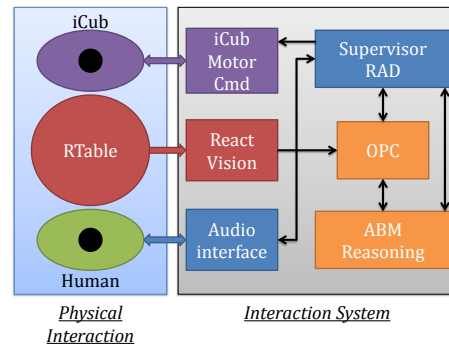 iCub
iCub
Motor
Cmd
Supervisor
RAD
RTable
React
Vision
OPC
Audio
interface
ABM
Reasoning
Human
Physical
Interaction
Interaction System